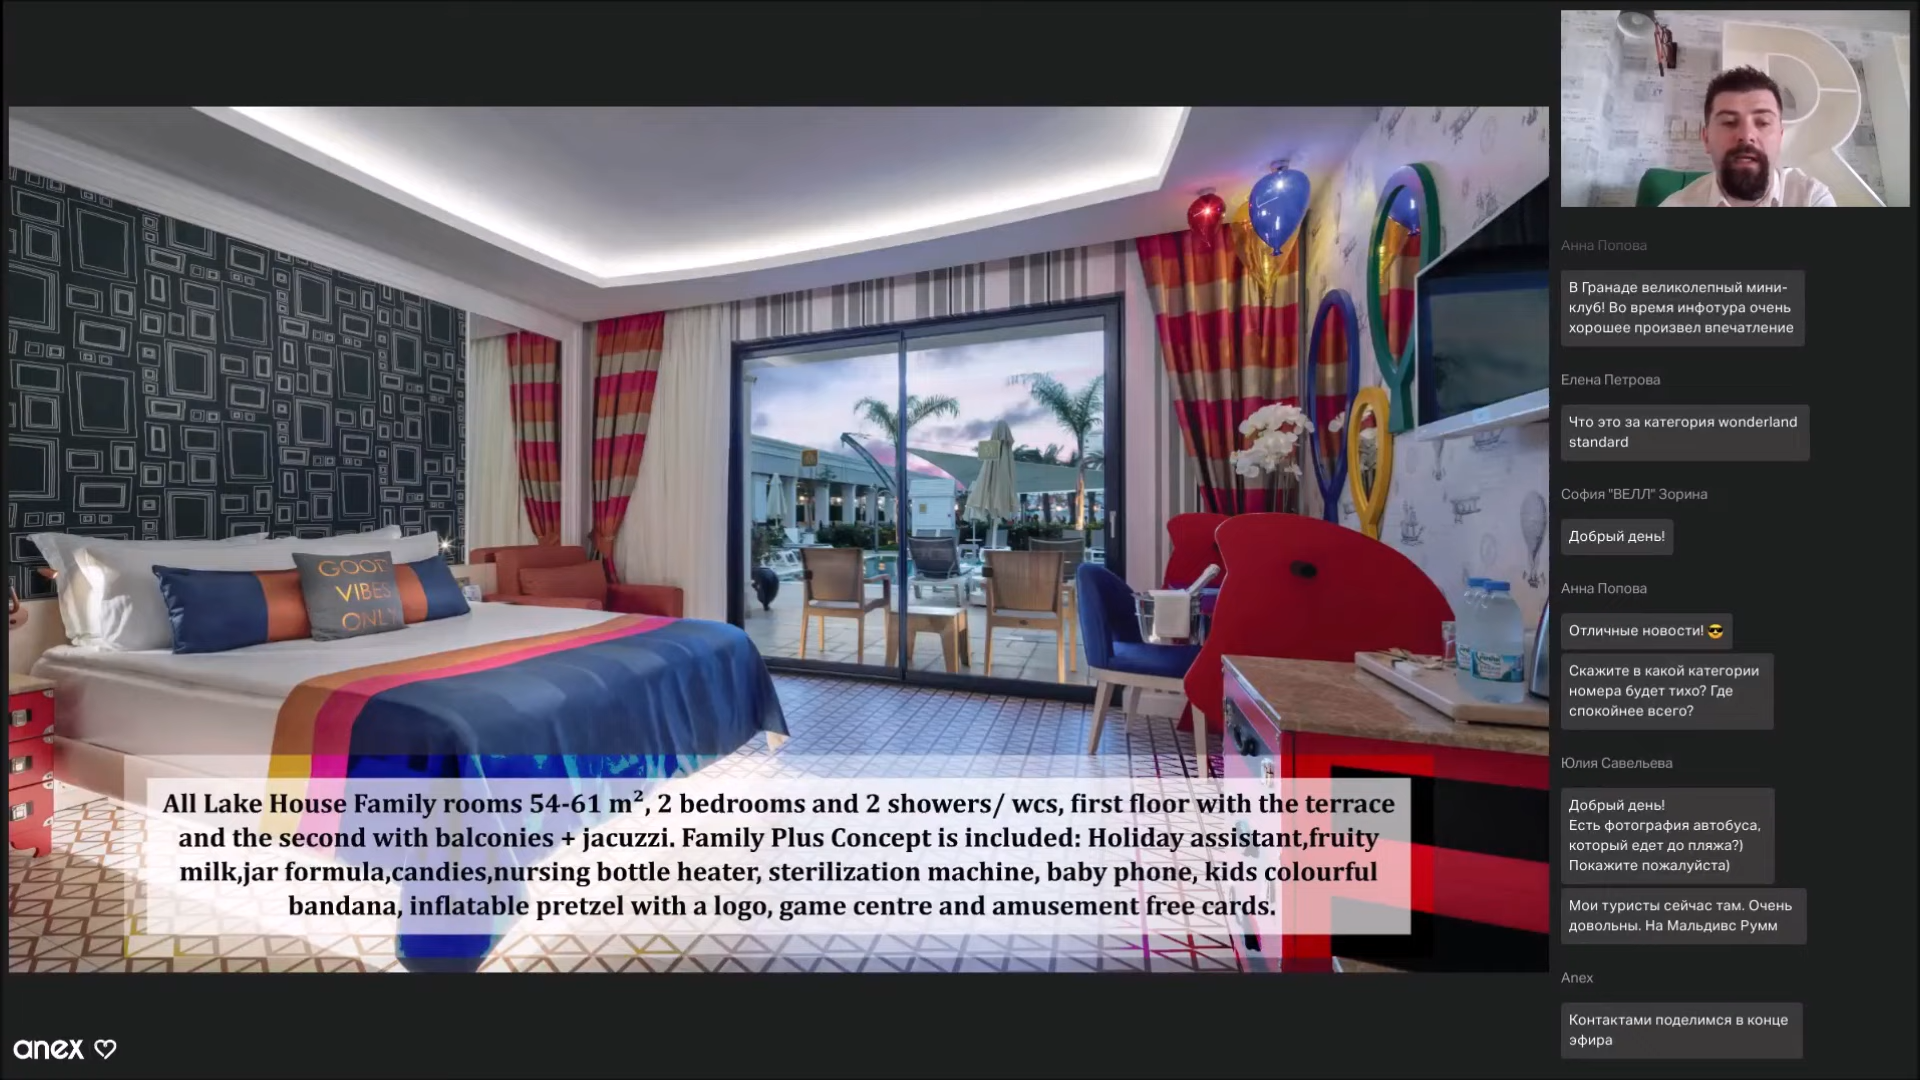 GOOD
VIBES
ONLY
All Lake House Family rooms 54-61 m², 2 bedrooms and 2 showers/ wcs, first floor with the terrace
and the second with balconies + jacuzzi. Family Plus Concept is included: Holiday assistant,fruity
milk,jar formula,candies,nursing bottle heater, sterilization machine, baby phone, kids colourful
bandana, inflatable pretzel with a logo, game centre and amusement free cards.
anex
R
Анна Попова
В Гранаде великолепный мини-
клуб! Во время инфотура очень
хорошее произвел впечатление
Елена Петрова
Что это за категория wonderland
standard
София "ВЕЛЛ" Зорина
Добрый день!
Анна Попова
Отличные новости! 😎
Скажите в какой категории
номера будет тихо? Где
спокойнее всего?
Юлия Савельева
Добрый день!
Есть фотография автобуса,
который едет до пляжа?)
Покажите пожалуйста)
Мои туристы сейчас там. Очень
довольны. На Мальдивс Румм
Anex
Контактами поделимся в конце
эфира